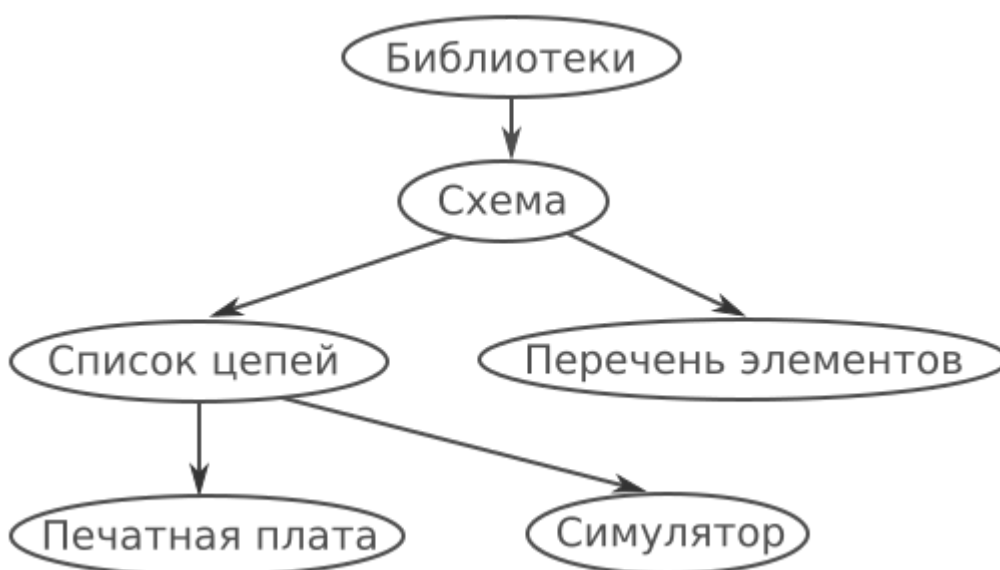 Библиотеки
Схема
Список цепей
Перечень элементов
Печатная плата
Симулятор